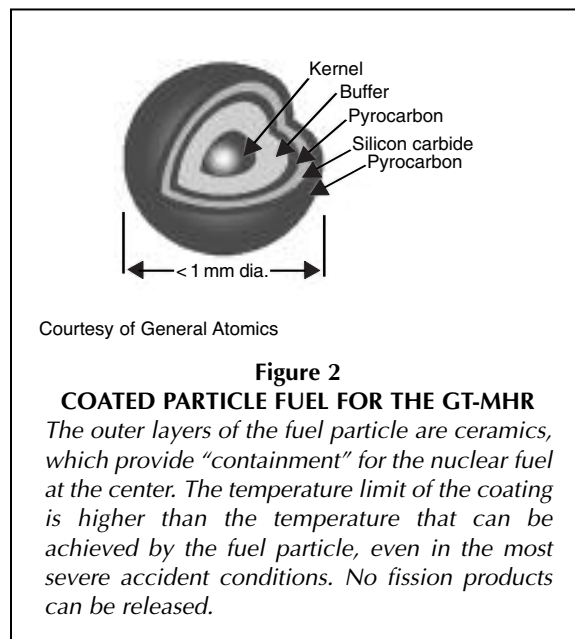 Kernel
Buffer
Pyrocarbon
Silicon carbide
Pyrocarbon
< 1 mm dia.
Courtesy of General Atomics
Figure 2
COATED PARTICLE FUEL FOR THE GT-MHR
The outer layers of the fuel particle are ceramics,
which provide “containment” for the nuclear fuel
at the center. The temperature limit of the coating
is higher than the temperature that can be
achieved by the fuel particle, even in the most
severe accident conditions. No fission products
can be released.